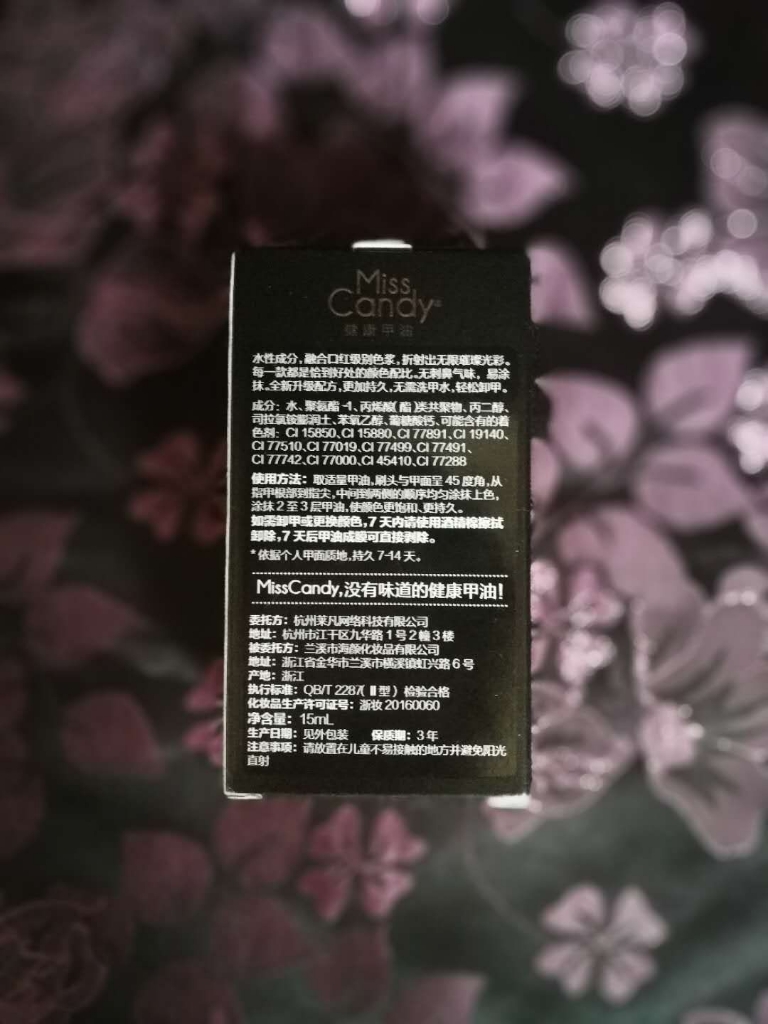 Miss
Candy®
健康甲油
水性成分，融合口红级别色浆，折射出无限璀璨光彩。
每一款都是恰到好处的颜色配比。无刺鼻气味，易涂
抹。全新升级配方，更加持久，无需洗甲水，轻松卸甲。
成分：水、聚氨酯-1、丙烯酸(酯)类共聚物、丙二醇、
司拉氯铵膨润土、苯氧乙醇、葡糖酸钙、可能含有的着
色剂：CI 15850、CI 15880、CI 77891、CI 19140、
CI 77510、CI 77019、CI 77499、CI 77491、
CI 77742、CI 77000、CI 45410、CI 77288
使用方法：取适量甲油，刷头与甲面呈 45 度角，从
指甲根部到指尖，中间到两侧的顺序均匀涂抹上色，
涂抹 2 至 3 层甲油，使颜色更饱和、更持久。
如需卸甲或更换颜色，7 天内请使用酒精棉擦拭
卸除，7 天后甲油成膜可直接剥除。
*依据个人甲面质地，持久 7-14 天。
MissCandy，没有味道的健康甲油！
委托方：杭州茉凡网络科技有限公司
地址：杭州市江干区九华路 1 号 2 幢 3 楼
被委托方：兰溪市海颜化妆品有限公司
地址：浙江省金华市兰溪市横溪镇虹兴路 6 号
产地：浙江
执行标准：QB/T 2287(Ⅱ型) 检验合格
化妆品生产许可证号：浙妆 20160060
净含量：15mL
生产日期：见外包装 保质期：3 年
注意事项：请放置在儿童不易接触的地方并避免阳光
直射